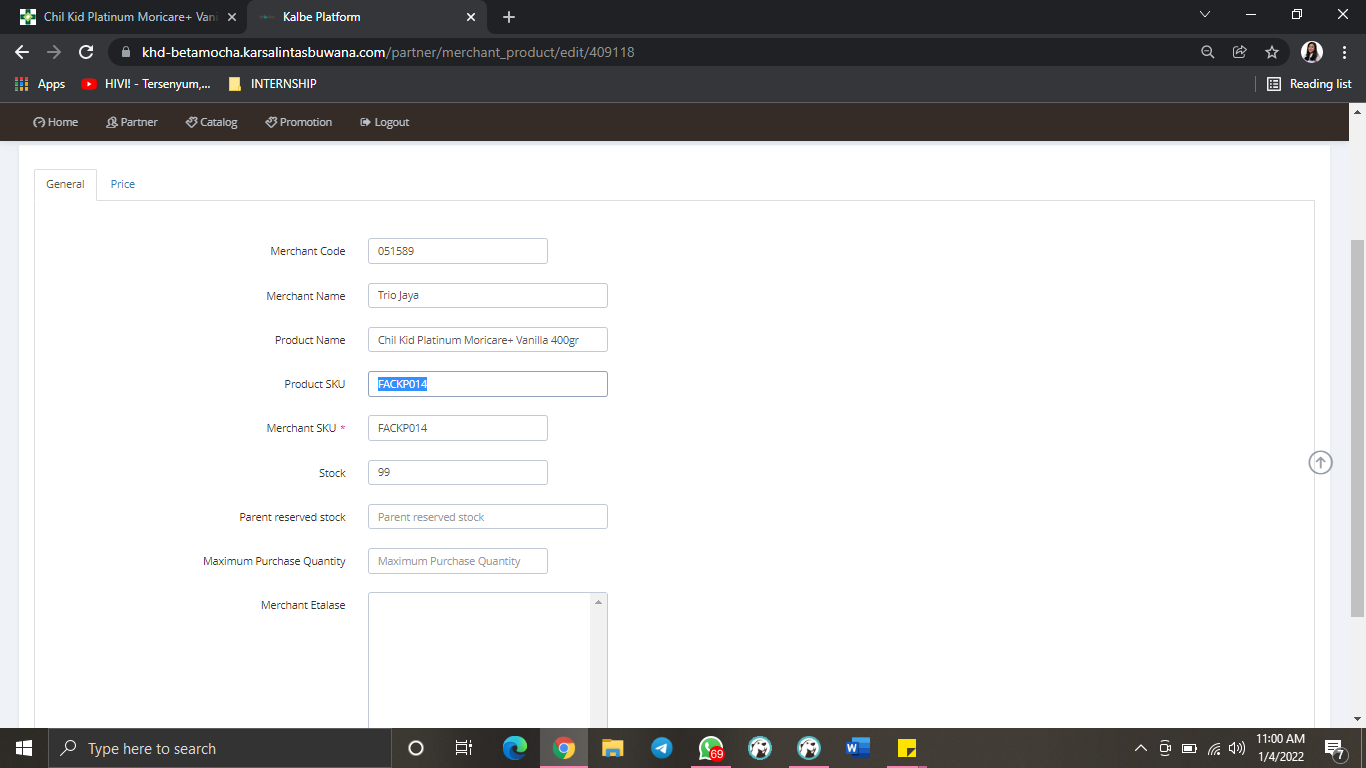 Chil Kid Platinum Moricare+ Vani
Kalbe Platform
khd-betamocha.karsalintasbuwana.com/partner/merchant_product/edit/409118
Apps
HIVI! - Tersenyum,...
INTERNSHIP
Reading list
Home
Partner
Catalog
Promotion
Logout
General
Price
Merchant Code
051589
Merchant Name
Trio Jaya
Product Name
Chil Kid Platinum Moricare+ Vanilla 400gr
Product SKU
FACKP014
Merchant SKU *
FACKP014
Stock
99
Parent reserved stock
Parent reserved stock
Maximum Purchase Quantity
Maximum Purchase Quantity
Merchant Etalase
Type here to search
69
W
11:00 AM
1/4/2022
7